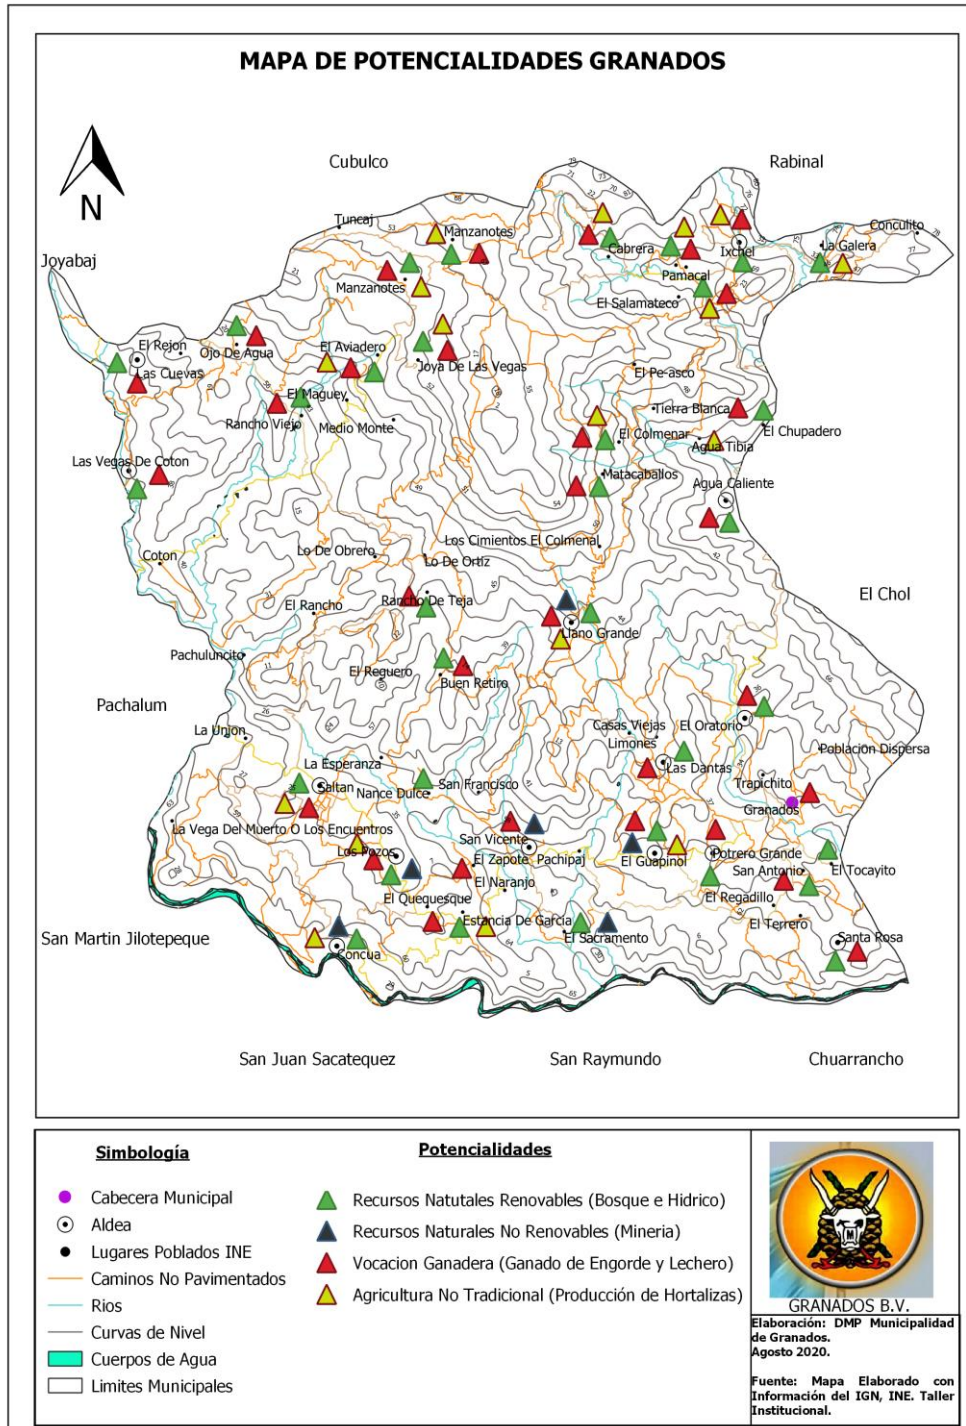 MAPA DE POTENCIALIDADES GRANADOS
Cubulco
Rabinal
N
Tuncaj
Manzanotes
Conculito
La Galera
Cabrera
Ixchel
Joyabaj
Pamacal
Manzanotes
El Salamateco
El Rejon
Ojo De Agua
El Aviadero
Las Cuevas
Joya De Las Vegas
El Pe-asco
El Maguey
Rancho Viejo
Medio Monte
Tierra Blanca
El Chupadero
El Colmenar
Agua Tibia
Las Vegas De Coton
Matacaballos
Agua Caliente
Los Cimientos El Colmenal
Coton
Lo De Obrero
Lo De Ortiz
El Chol
Rancho De Teja
El Rancho
Llano Grande
Pachuluncito
El Reguero
Buen Retiro
Pachalum
La Union
Casas Viejas
El Oratorio
Limones
Poblacion Dispersa
La Esperanza
Las Dantas
Saltan
Nance Dulce
San Francisco
Trapichito
Granados
La Vega Del Muerto O Los Encuentros
San Vicente
Los Pozos
El Zapote
Pachipaj
El Guapinol
Potrero Grande
San Antonio
El Tocayito
El Naranjo
El Quequesque
El Regadillo
Estancia De Garcia
El Terrero
San Martin Jilotepeque
El Sacramento
Santa Rosa
Concua
San Juan Sacatequez
San Raymundo
Chuarrancho
Simbología
Cabecera Municipal
Aldea
Lugares Poblados INE
Caminos No Pavimentados
Rios
Curvas de Nivel
Cuerpos de Agua
Limites Municipales
Potencialidades
Recursos Natutales Renovables (Bosque e Hidrico)
Recursos Naturales No Renovables (Mineria)
Vocacion Ganadera (Ganado de Engorde y Lechero)
Agricultura No Tradicional (Producción de Hortalizas)
M
GRANADOS B.V.
Elaboración: DMP Municipalidad
de Granados.
Agosto 2020.
Fuente: Mapa Elaborado con
Información del IGN, INE. Taller
Institucional.